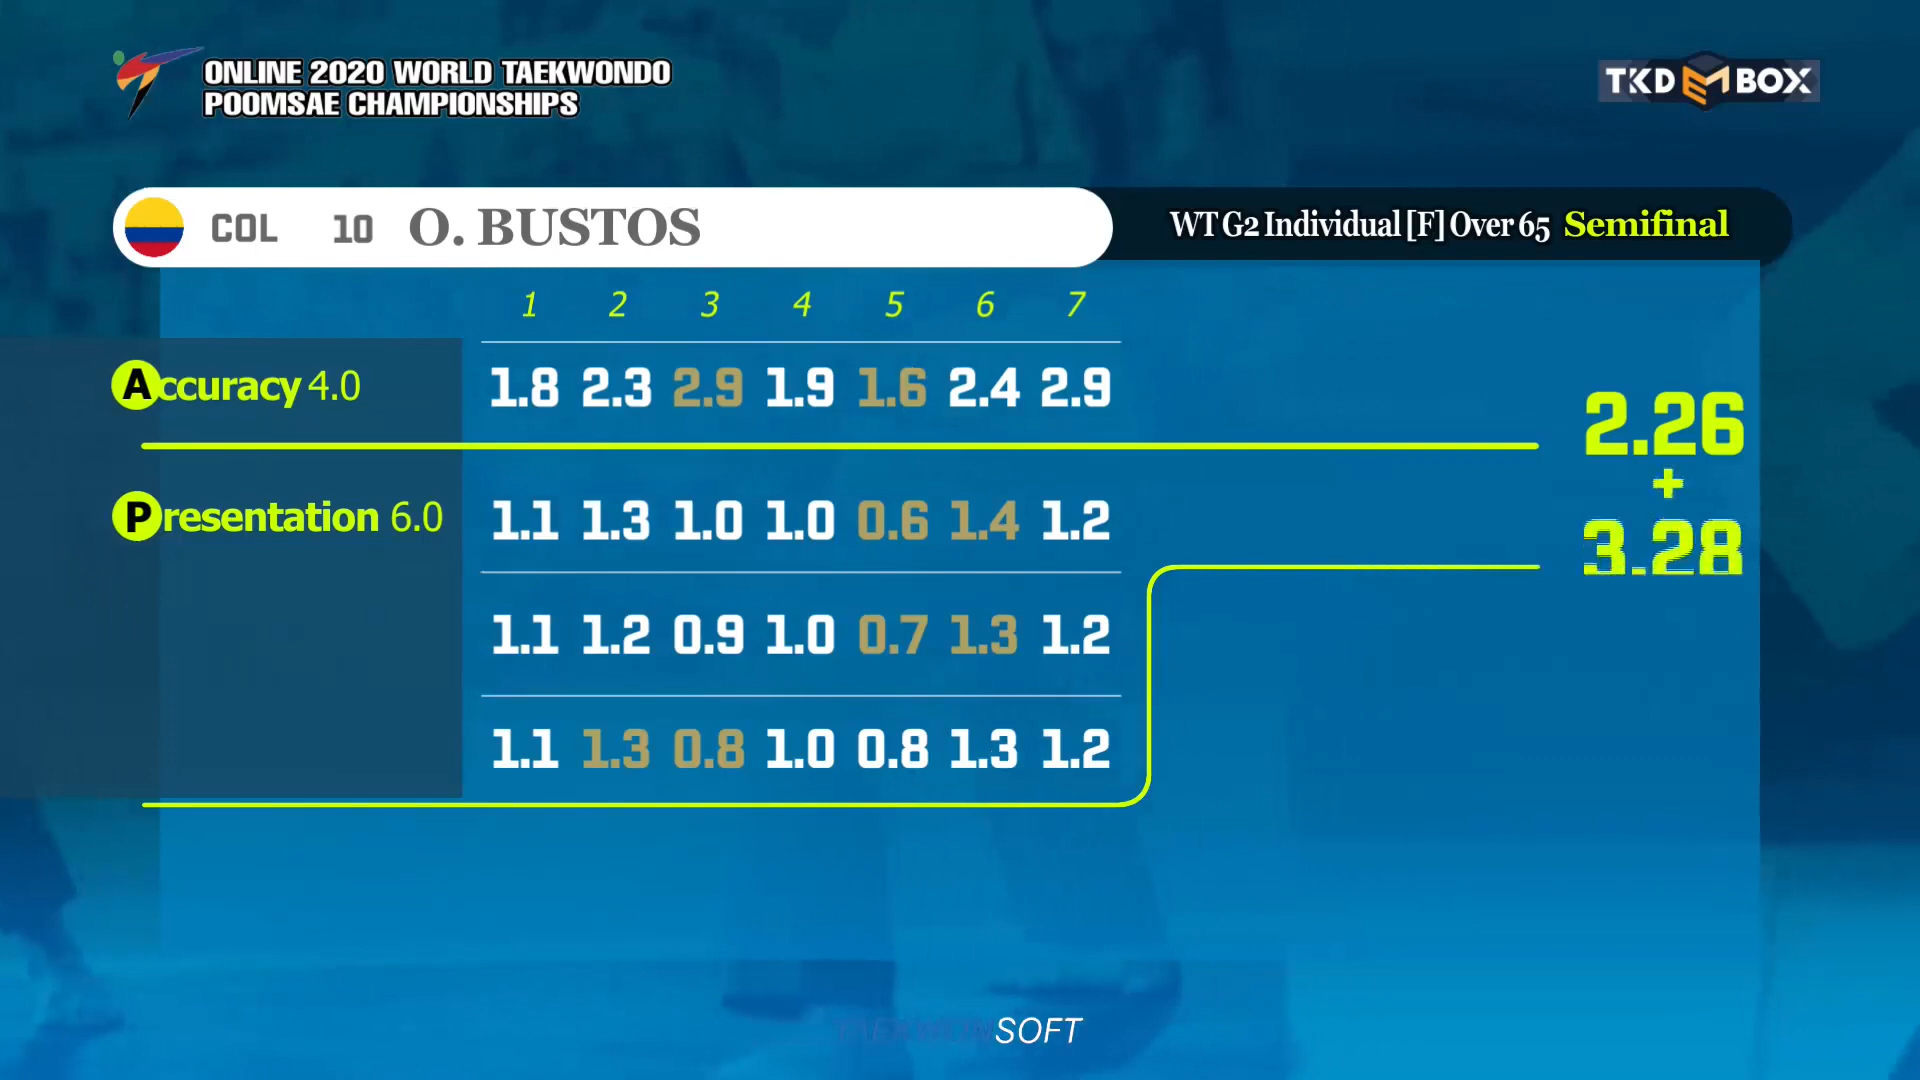 ONLINE 2020 WORLD TAEKWONDO
POOMSAE CHAMPIONSHIPS
TKD BOX
COL 10 O. BUSTOS
WT G2 Individual [F] Over 65 Semifinal
1 2 3 4 5 6 7
Accuracy 4.0 1.8 2.3 2.9 1.9 1.6 2.4 2.9
2.26
+
3.28
Presentation 6.0 1.1 1.3 1.0 1.0 0.6 1.4 1.2
1.1 1.2 0.9 1.0 0.7 1.3 1.2
1.1 1.3 0.8 1.0 0.8 1.3 1.2
TAEKWONSOFT